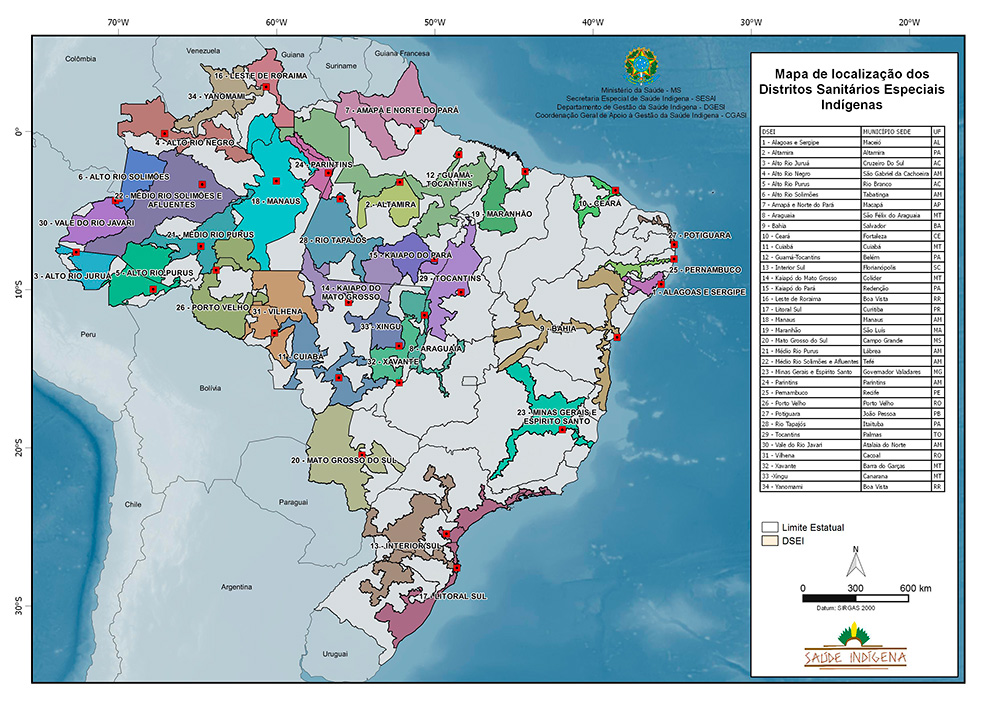 70°W 60°W 50°W 40°W 30°W 20°W
0°
10°S
20°S
30°S
0°
10°S
20°S
30°S
Colômbia
Venezuela
Guiana
Suriname
Guiana Francesa
Peru
Bolívia
Chile
Paraguai
Argentina
Uruguai
Ministério da Saúde - MS
Secretaria Especial de Saúde Indígena - SESAI
Departamento de Gestão da Saúde Indígena - DGESI
Coordenação Geral de Apoio à Gestão da Saúde Indígena - CGASI
16 - LESTE DE RORAIMA
34 - YANOMAMI
7 - AMAPÁ E NORTE DO PARÁ
4 - ALTO RIO NEGRO
24 - PARINTINS
6 - ALTO RIO SOLIMÕES
12 - GUAMÁ-
TOCANTINS
22 - MÉDIO RIO SOLIMÕES E
AFLUENTES
18 - MANAUS
2 - ALTAMIRA
10 - CEARÁ
19 - MARANHÃO
30 - VALE DO RIO JAVARI
21 - MÉDIO RIO PURUS
28 - RIO TAPAJÓS
27 - POTIGUARA
15 - KAIAPO DO PARÁ
3 - ALTO RIO JURUÁ
5 - ALTO RIO PURUS
29 - TOCANTINS
25 - PERNAMBUCO
14 - KAIAPO DO
MATO GROSSO
1 - ALAGOAS E SERGIPE
26 - PORTO VELHO
31 - VILHENA
33 - XINGU
9 - BAHIA
8 - ARAGUAIA
11 - CUIABÁ
32 - XAVANTE
23 - MINAS GERAIS E
ESPÍRITO SANTO
20 - MATO GROSSO DO SUL
13 - INTERIOR SUL
17 - LITORAL SUL
Mapa de localização dos
Distritos Sanitários Especiais
Indígenas
DSEI MUNICÍPIO SEDE UF
1 - Alagoas e Sergipe Maceió AL
2 - Altamira Altamira PA
3 - Alto Rio Juruá Cruzeiro Do Sul AC
4 - Alto Rio Negro São Gabriel da Cachoeira AM
5 - Alto Rio Purus Rio Branco AC
6 - Alto Rio Solimões Tabatinga AM
7 - Amapá e Norte do Pará Macapá AP
8 - Araguaia São Felix do Araguaia MT
9 - Bahia Salvador BA
10 - Ceará Fortaleza CE
11 - Cuiabá Cuiabá MT
12 - Guamá-Tocantins Belém PA
13 - Interior Sul Florianópolis SC
14 - Kaiapó do Mato Grosso Colider MT
15 - Kaiapó do Pará Redenção PA
16 - Leste de Roraima Boa Vista RR
17 - Litoral Sul Curitiba PR
18 - Manaus Manaus AM
19 - Maranhão São Luís MA
20 - Mato Grosso do Sul Campo Grande MS
21 - Médio Rio Purus Lábrea AM
22 - Médio Rio Solimões e Afluentes Tefé AM
23 - Minas Gerais e Espírito Santo Governador Valadares MG
24 - Parintins Parintins AM
25 - Pernambuco Recife PE
26 - Porto Velho Porto Velho RO
27 - Potiguara João Pessoa PB
28 - Rio Tapajós Itaituba PA
29 - Tocantins Palmas TO
30 - Vale do Rio Javari Atalaia do Norte AM
31 - Vilhena Cacoal RO
32 - Xavante Barra do Garças MT
33 -Xingu Canarana MT
34 - Yanomami Boa Vista RR
Limite Estatual
DSEI
N
0 300 600 km
Datum: SIRGAS 2000
SAÚDE INDÍGENA